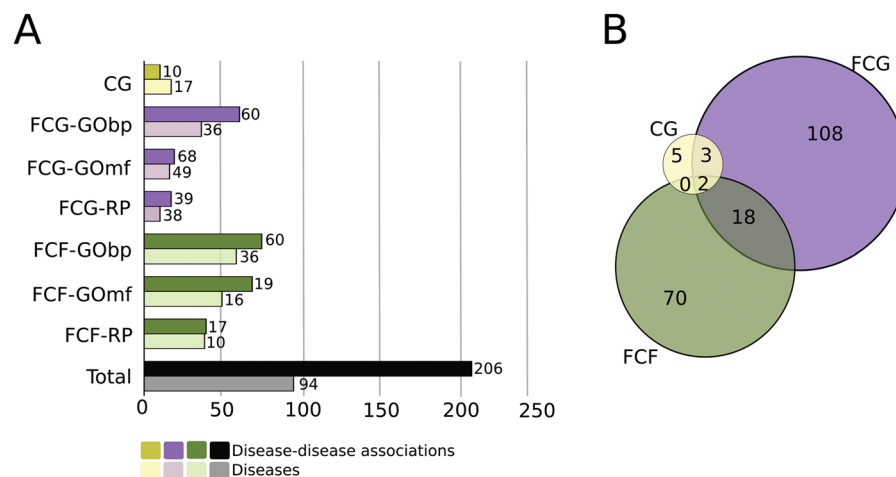 A
B
CG
10
17
FCG-GObp
60
36
FCG-GOmf
68
49
FCG-RP
39
38
FCF-GObp
60
36
FCF-GOmf
19
16
FCF-RP
17
10
Total
206
94
0 50 100 150 200 250
Disease-disease associations
Diseases
FCG
CG
108
5 3
0 2
18
70
FCF